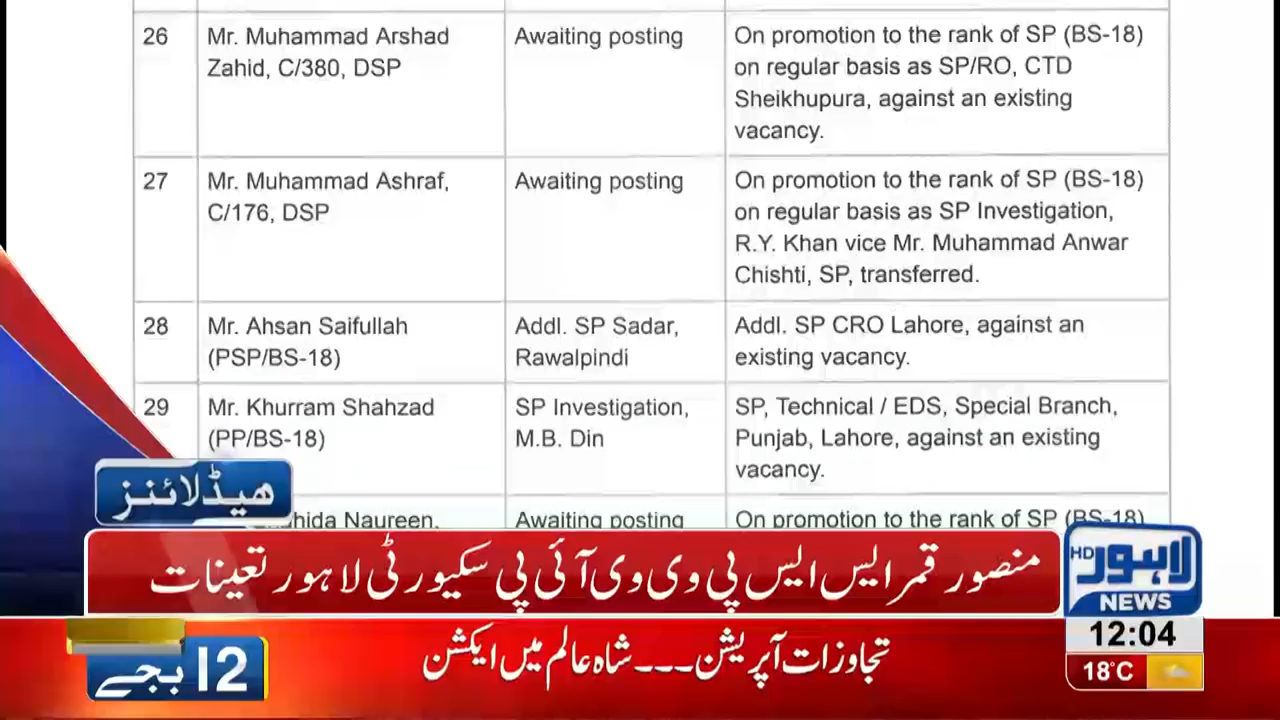 26
Mr. Muhammad Arshad
Zahid, C/380, DSP
Awaiting posting
On promotion to the rank of SP (BS-18)
on regular basis as SP/RO, CTD
Sheikhupura, against an existing
vacancy.
27
Mr. Muhammad Ashraf,
C/176, DSP
Awaiting posting
On promotion to the rank of SP (BS-18)
on regular basis as SP Investigation,
R.Y. Khan vice Mr. Muhammad Anwar
Chishti, SP, transferred.
28
Mr. Ahsan Saifullah
(PSP/BS-18)
Addl. SP Sadar,
Rawalpindi
Addl. SP CRO Lahore, against an
existing vacancy.
29
Mr. Khurram Shahzad
(PP/BS-18)
SP Investigation,
M.B. Din
SP, Technical / EDS, Special Branch,
Punjab, Lahore, against an existing
vacancy.
Naureen,
Awaiting posting
On promotion to the rank of SP (BS-18)
ہیڈلائنز
منصور قمر ایس ایس پی وی وی آئی پی سکیورٹی لاہور تعینات
لاہور HD
NEWS
12:04
18°C
تجاوزات آپریشن۔۔۔شاہ عالم میں ایکشن
12 بجے